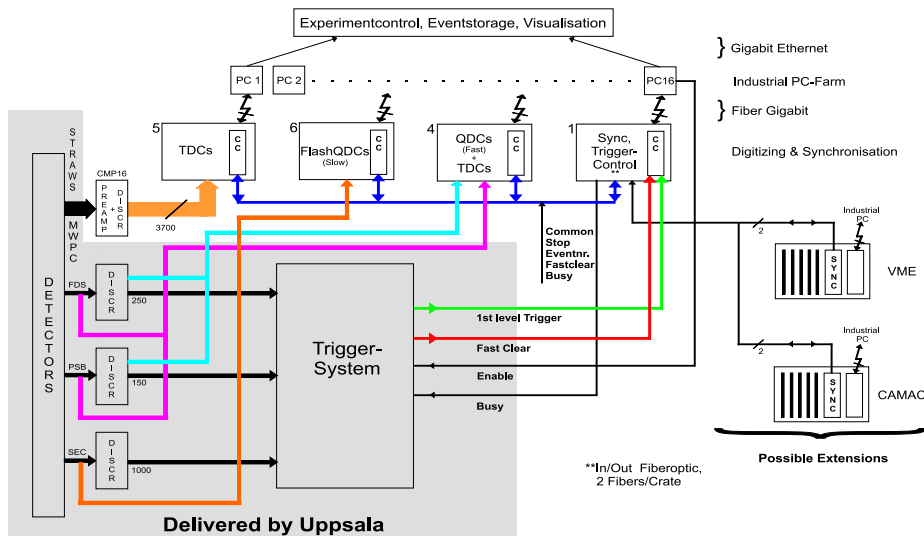 Experimentcontrol, Eventstorage, Visualisation
} Gigabit Ethernet
PC 1
PC 2
PC16
Industrial PC-Farm
} Fiber Gigabit
5
TDCs
CC
6
FlashQDCs
(Slow)
CC
4
QDCs
(Fast)
+
TDCs
CC
1
Sync,
Trigger-
Control
**
CC
Digitizing & Synchronisation
STRAWS
MWPC
CMP16
PREAMP
+
DISCR
3700
Common
Stop
Eventnr.
Fastclear
Busy
2
Industrial
PC
SYNC
VME
DETECTORS
FDS
DISCR
250
PSB
DISCR
150
SEC
DISCR
1000
Trigger-
System
1st level Trigger
Fast Clear
Enable
Busy
2
Industrial
PC
SYNC
CAMAC
Possible Extensions
**In/Out Fiberoptic,
2 Fibers/Crate
Delivered by Uppsala